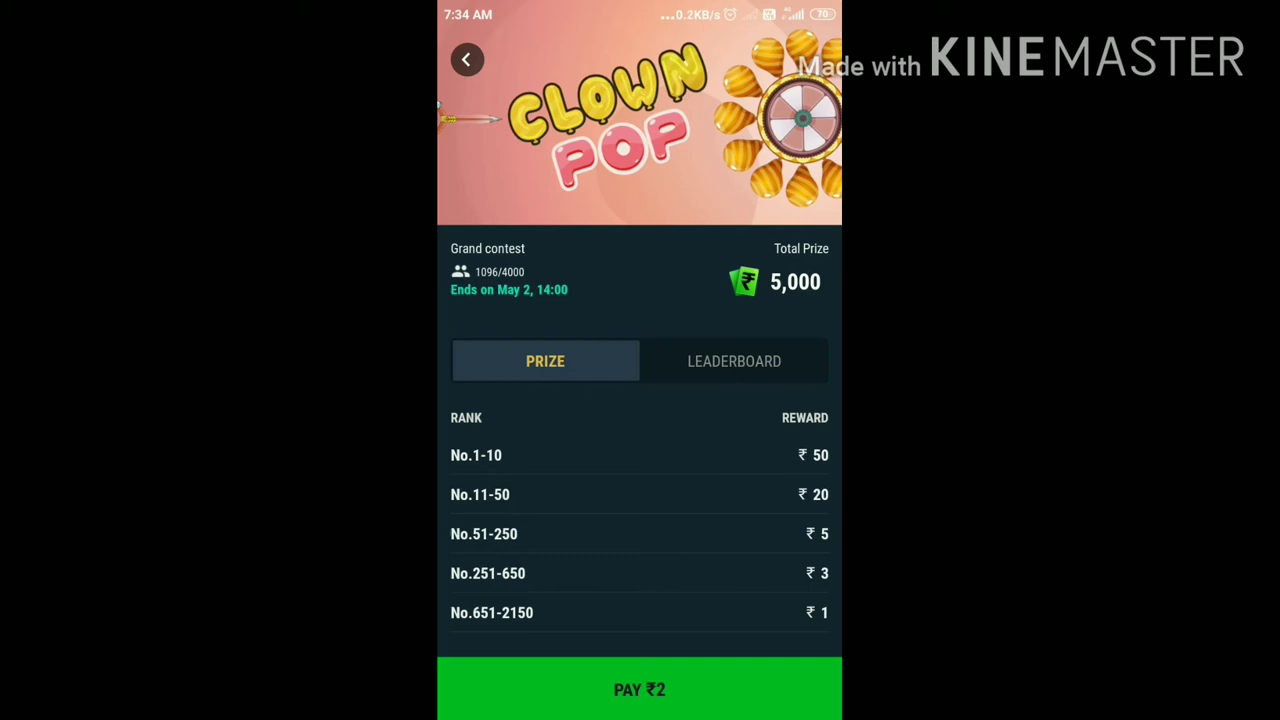 7:34 AM ...0.2KB/s 4G 70
Made with KINEMASTER
CLOWN
POP
Grand contest Total Prize
1096/4000
₹ 5,000
Ends on May 2, 14:00
PRIZE LEADERBOARD
RANK REWARD
No.1-10 ₹ 50
No.11-50 ₹ 20
No.51-250 ₹ 5
No.251-650 ₹ 3
No.651-2150 ₹ 1
PAY ₹2